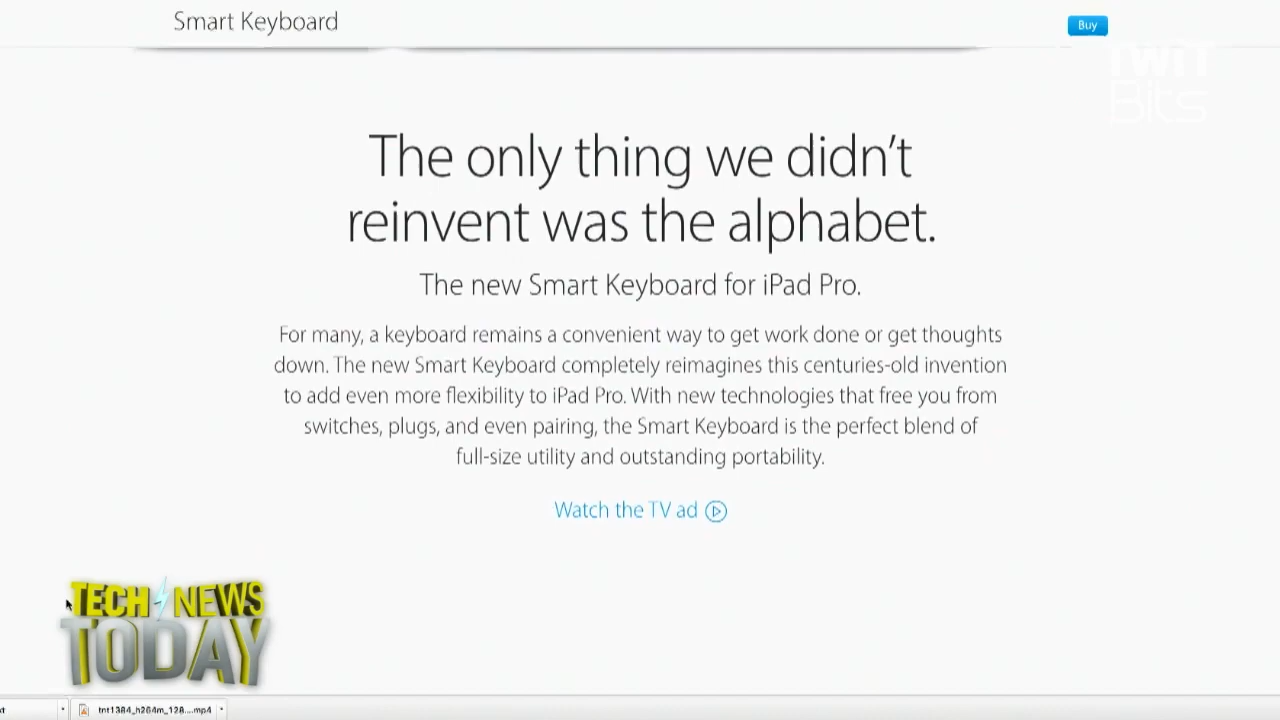 Smart Keyboard
Buy
TWiT
Bits
The only thing we didn't
reinvent was the alphabet.
The new Smart Keyboard for iPad Pro.
For many, a keyboard remains a convenient way to get work done or get thoughts
down. The new Smart Keyboard completely reimagines this centuries-old invention
to add even more flexibility to iPad Pro. With new technologies that free you from
switches, plugs, and even pairing, the Smart Keyboard is the perfect blend of
full-size utility and outstanding portability.
Watch the TV ad
TECH NEWS
TODAY
tnt1384_h264m_128....mp4